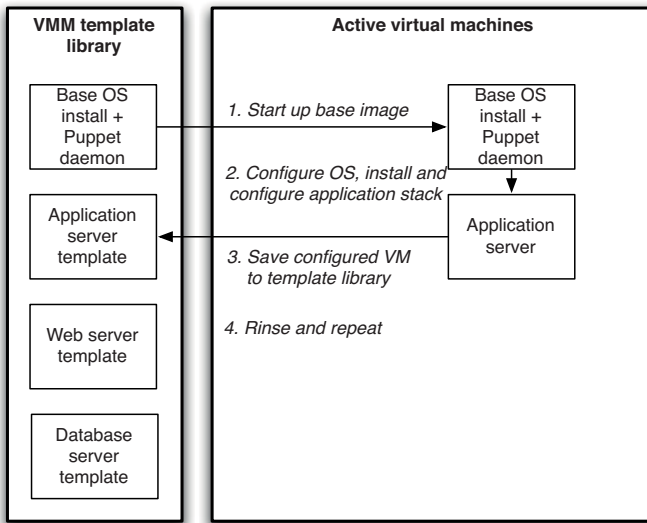 VMM template
library
Active virtual machines
Base OS
install +
Puppet
daemon
1. Start up base image
Base OS
install +
Puppet
daemon
2. Configure OS, install and
configure application stack
Application
server
template
Application
server
3. Save configured VM
to template library
Web server
template
4. Rinse and repeat
Database
server
template